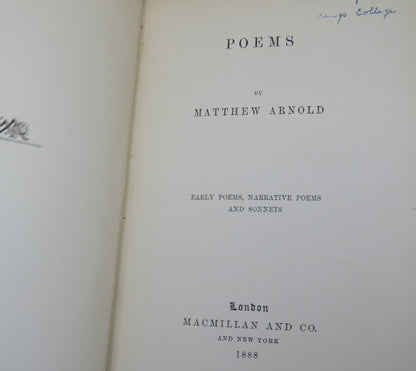 Kings College
POEMS
BY
MATTHEW ARNOLD
EARLY POEMS, NARRATIVE POEMS
AND SONNETS
London
MACMILLAN AND CO.
AND NEW YORK
1888